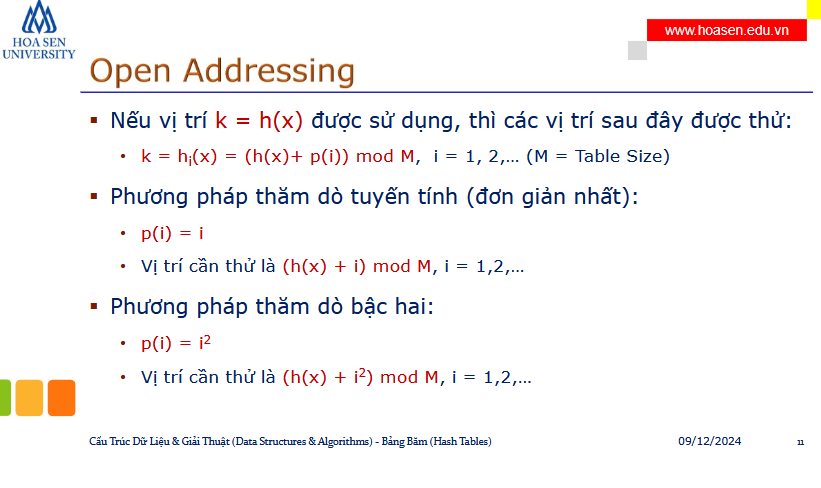 HOA SEN
UNIVERSITY
www.hoasen.edu.vn
Open Addressing
▪ Nếu vị trí k = h(x) được sử dụng, thì các vị trí sau đây được thử:
• k = hᵢ(x) = (h(x)+ p(i)) mod M, i = 1, 2,… (M = Table Size)
▪ Phương pháp thăm dò tuyến tính (đơn giản nhất):
• p(i) = i
• Vị trí cần thử là (h(x) + i) mod M, i = 1,2,…
▪ Phương pháp thăm dò bậc hai:
• p(i) = i²
• Vị trí cần thử là (h(x) + i²) mod M, i = 1,2,…
Cấu Trúc Dữ Liệu & Giải Thuật (Data Structures & Algorithms) - Bảng Băm (Hash Tables) 09/12/2024 11